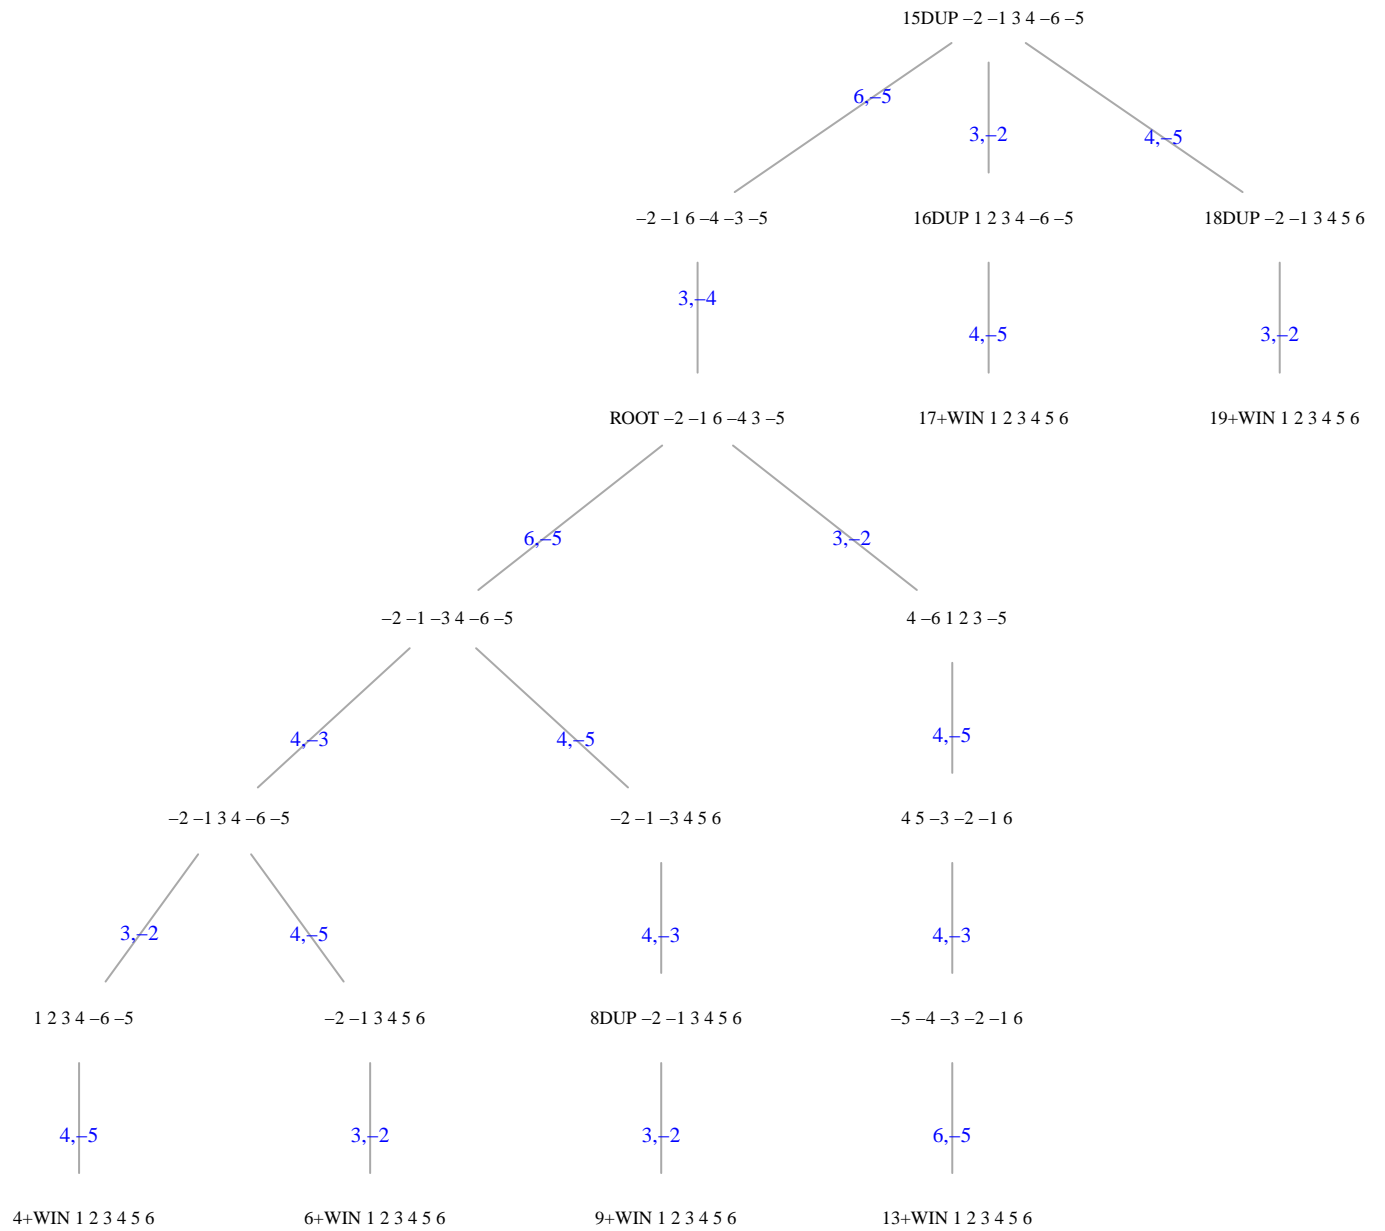 15DUP –2 –1 3 4 –6 –5
6,–5
3,–2
4,–5
–2 –1 6 –4 –3 –5
16DUP 1 2 3 4 –6 –5
18DUP –2 –1 3 4 5 6
3,–4
4,–5
3,–2
ROOT –2 –1 6 –4 3 –5
17+WIN 1 2 3 4 5 6
19+WIN 1 2 3 4 5 6
6,–5
3,–2
–2 –1 –3 4 –6 –5
4 –6 1 2 3 –5
4,–3
4,–5
4,–5
–2 –1 3 4 –6 –5
–2 –1 –3 4 5 6
4 5 –3 –2 –1 6
3,–2
4,–5
4,–3
4,–3
1 2 3 4 –6 –5
–2 –1 3 4 5 6
8DUP –2 –1 3 4 5 6
–5 –4 –3 –2 –1 6
4,–5
3,–2
3,–2
6,–5
4+WIN 1 2 3 4 5 6
6+WIN 1 2 3 4 5 6
9+WIN 1 2 3 4 5 6
13+WIN 1 2 3 4 5 6